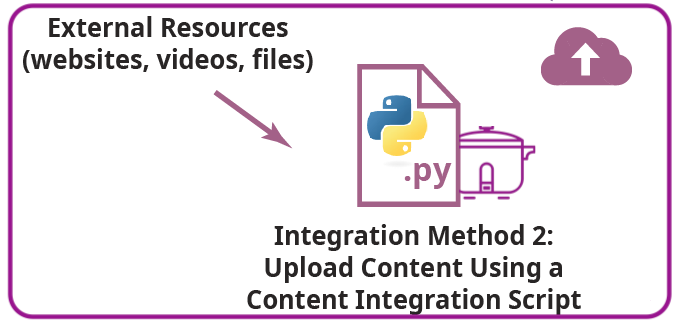 External Resources
(websites, videos, files)
.py
Integration Method 2:
Upload Content Using a
Content Integration Script